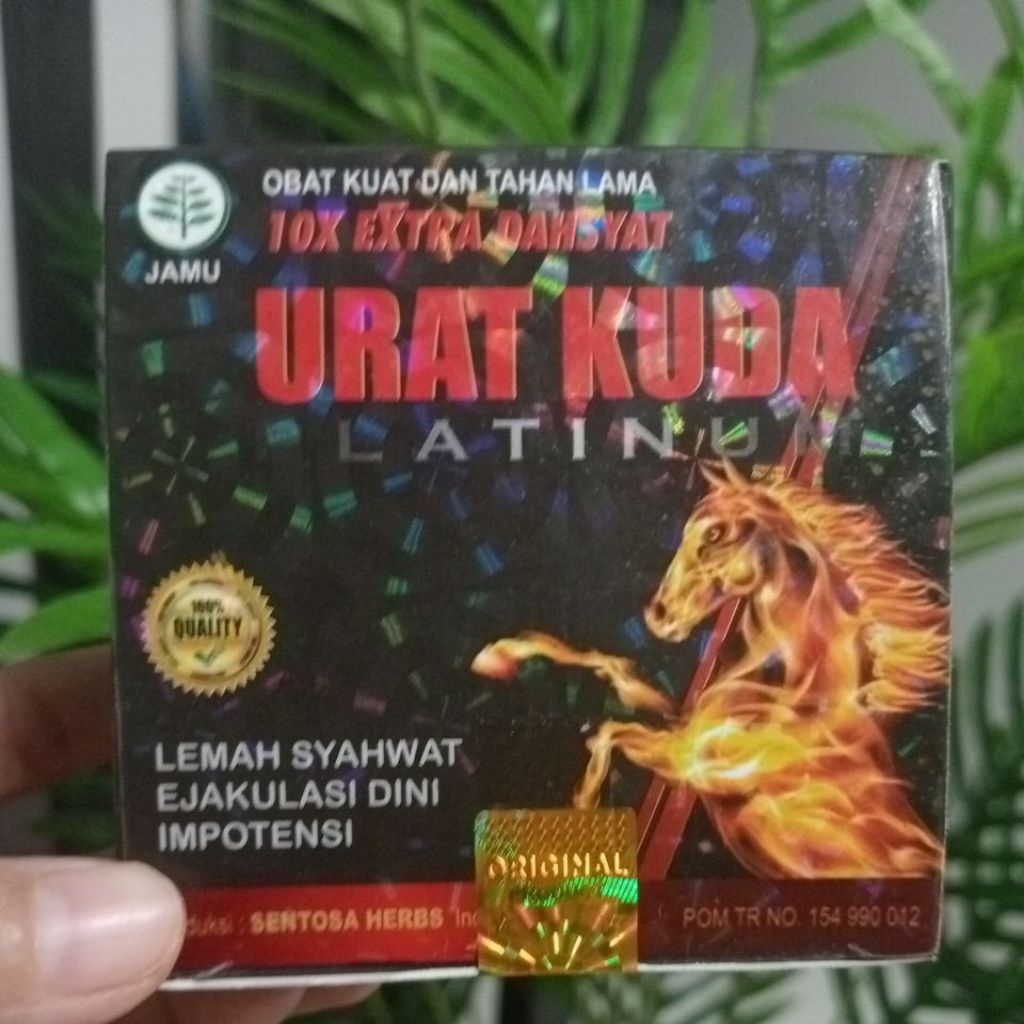 OBAT KUAT DAN TAHAN LAMA
10X EXTRA DAHSYAT
JAMU
URAT KUDA
PLATINUM
100%
QUALITY
LEMAH SYAHWAT
EJAKULASI DINI
IMPOTENSI
ORIGINAL
: SENTOSA HERBS
POM TR NO. 154 990 012